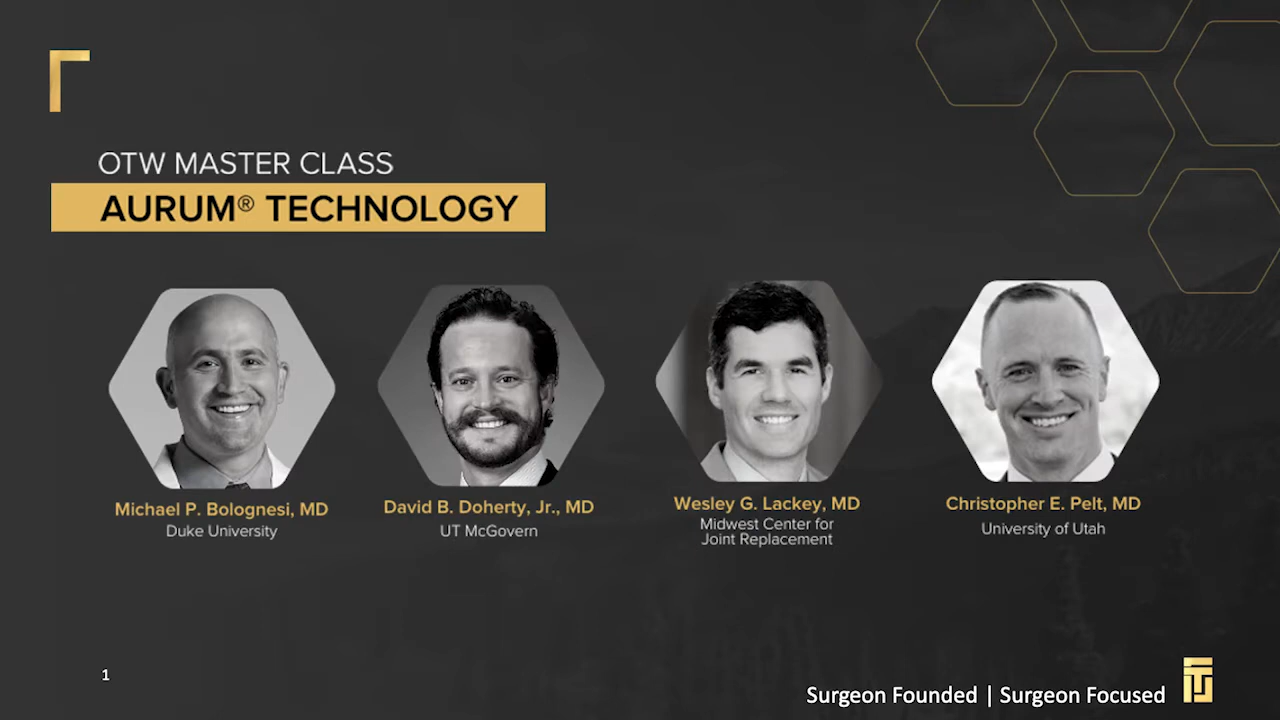 OTW MASTER CLASS
AURUM® TECHNOLOGY
Michael P. Bolognesi, MD
Duke University
David B. Doherty, Jr., MD
UT McGovern
Wesley G. Lackey, MD
Midwest Center for
Joint Replacement
Christopher E. Pelt, MD
University of Utah
1
Surgeon Founded | Surgeon Focused